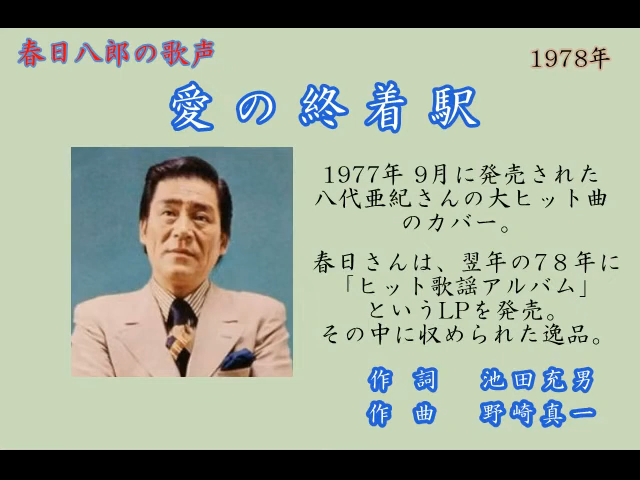 春日八郎の歌声
1978年
愛の終着駅
1977年 9月に発売された
八代亜紀さんの大ヒット曲
のカバー。
春日さんは、翌年の78年に
「ヒット歌謡アルバム」
というLPを発売。
その中に収められた逸品。
作 詞 池田充男
作 曲 野崎真一